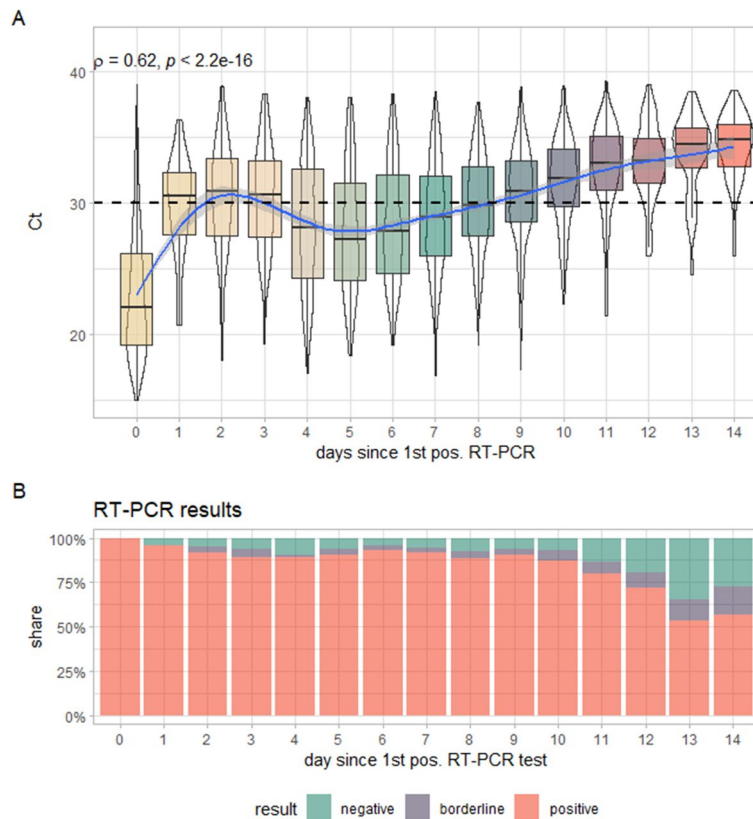 A
ρ = 0.62, p < 2.2e-16
40
30
20
Ct
0 1 2 3 4 5 6 7 8 9 10 11 12 13 14
days since 1st pos. RT-PCR
B
RT-PCR results
100%
75%
50%
25%
0%
share
0 1 2 3 4 5 6 7 8 9 10 11 12 13 14
day since 1st pos. RT-PCR test
result negative borderline positive